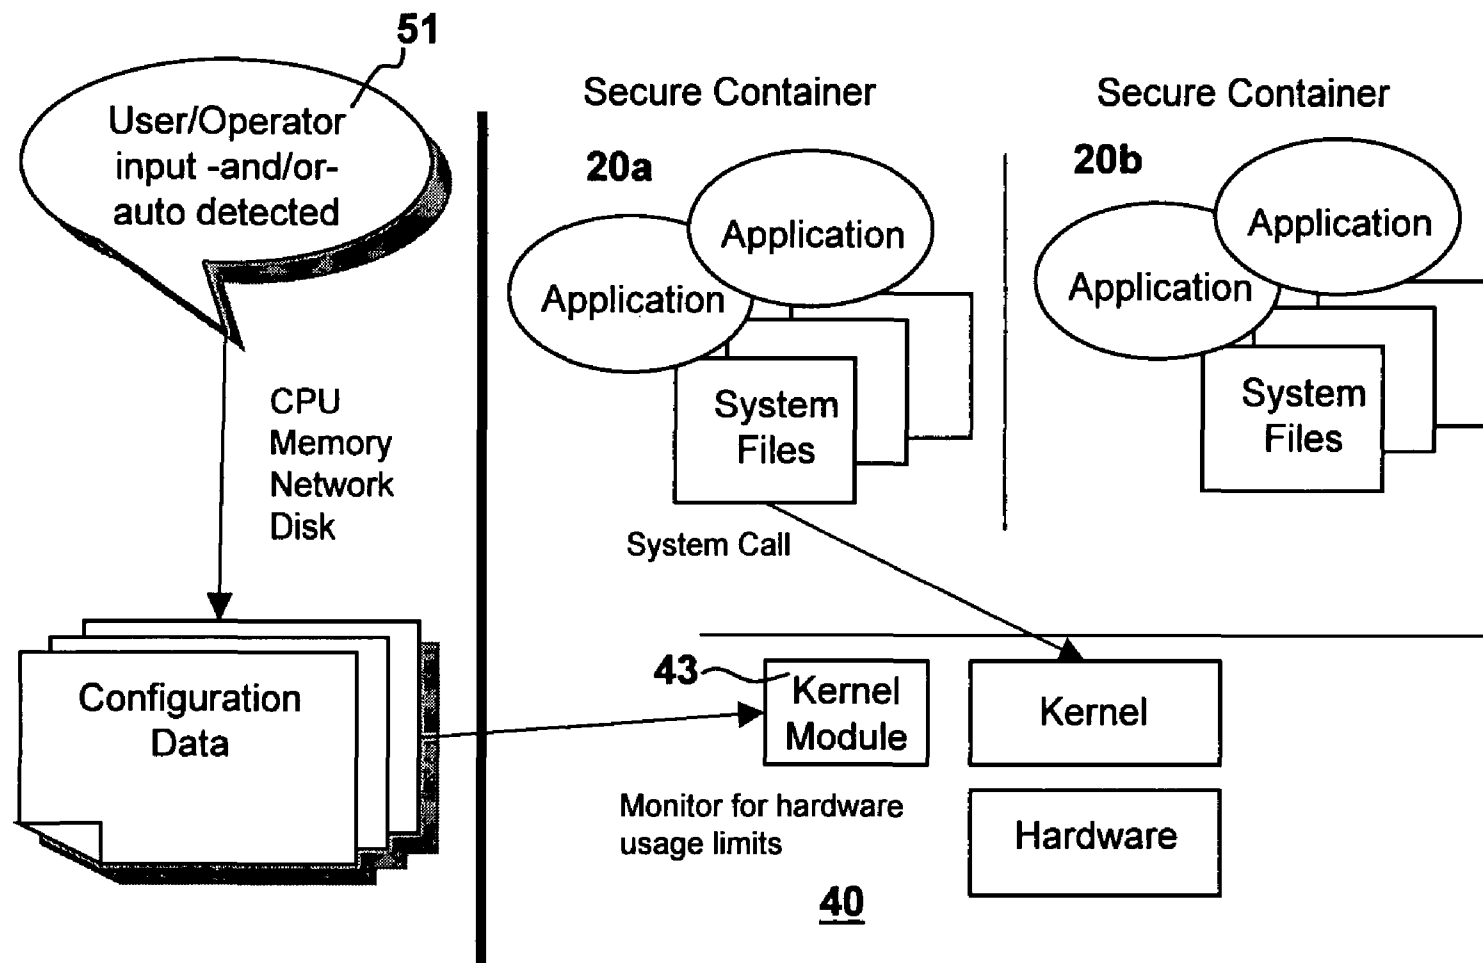 51
User/Operator
input -and/or-
auto detected
CPU
Memory
Network
Disk
Configuration
Data
Secure Container
20a
Application
Application
System
Files
System Call
Secure Container
20b
Application
Application
System
Files
43
Kernel
Module
Kernel
Monitor for hardware
usage limits
Hardware
40